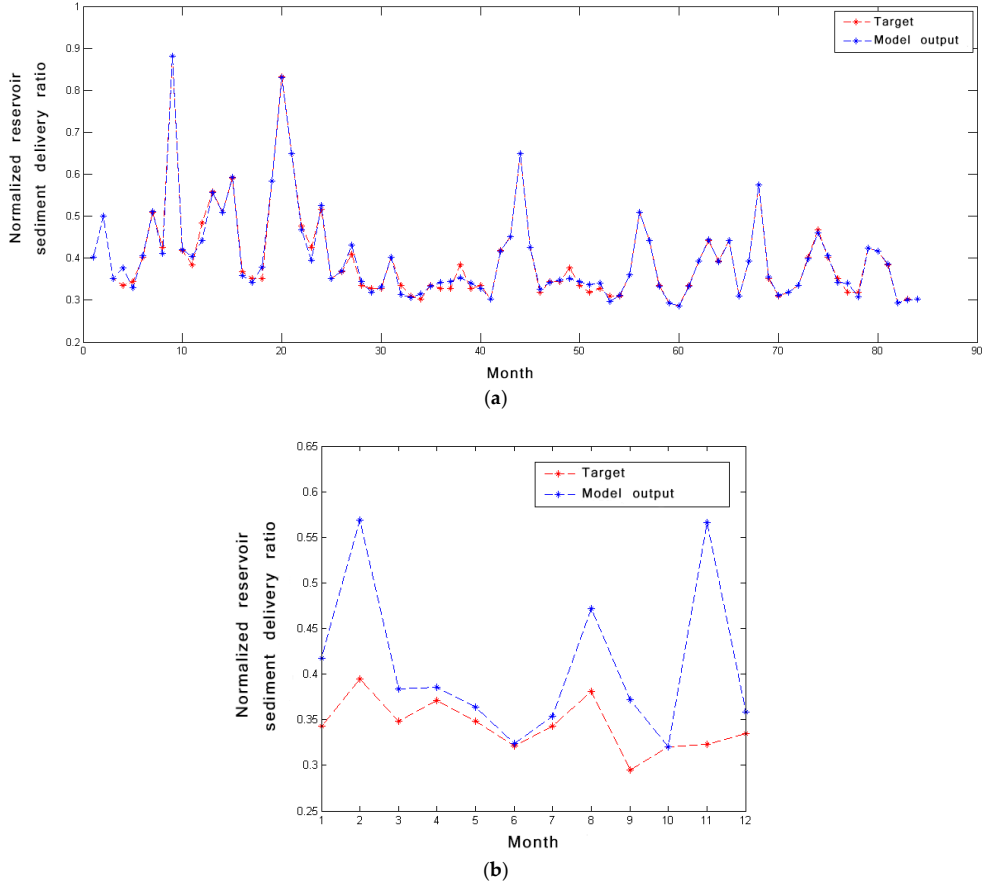 1
0.9
0.8
0.7
0.6
0.5
0.4
0.3
0.2
Normalized reservoir
sediment delivery ratio
Target
Model output
0 10 20 30 40 50 60 70 80 90
Month
(a)
0.65
0.6
0.55
0.5
0.45
0.4
0.35
0.3
0.25
Normalized reservoir
sediment delivery ratio
Target
Model output
1 2 3 4 5 6 7 8 9 10 11 12
Month
(b)